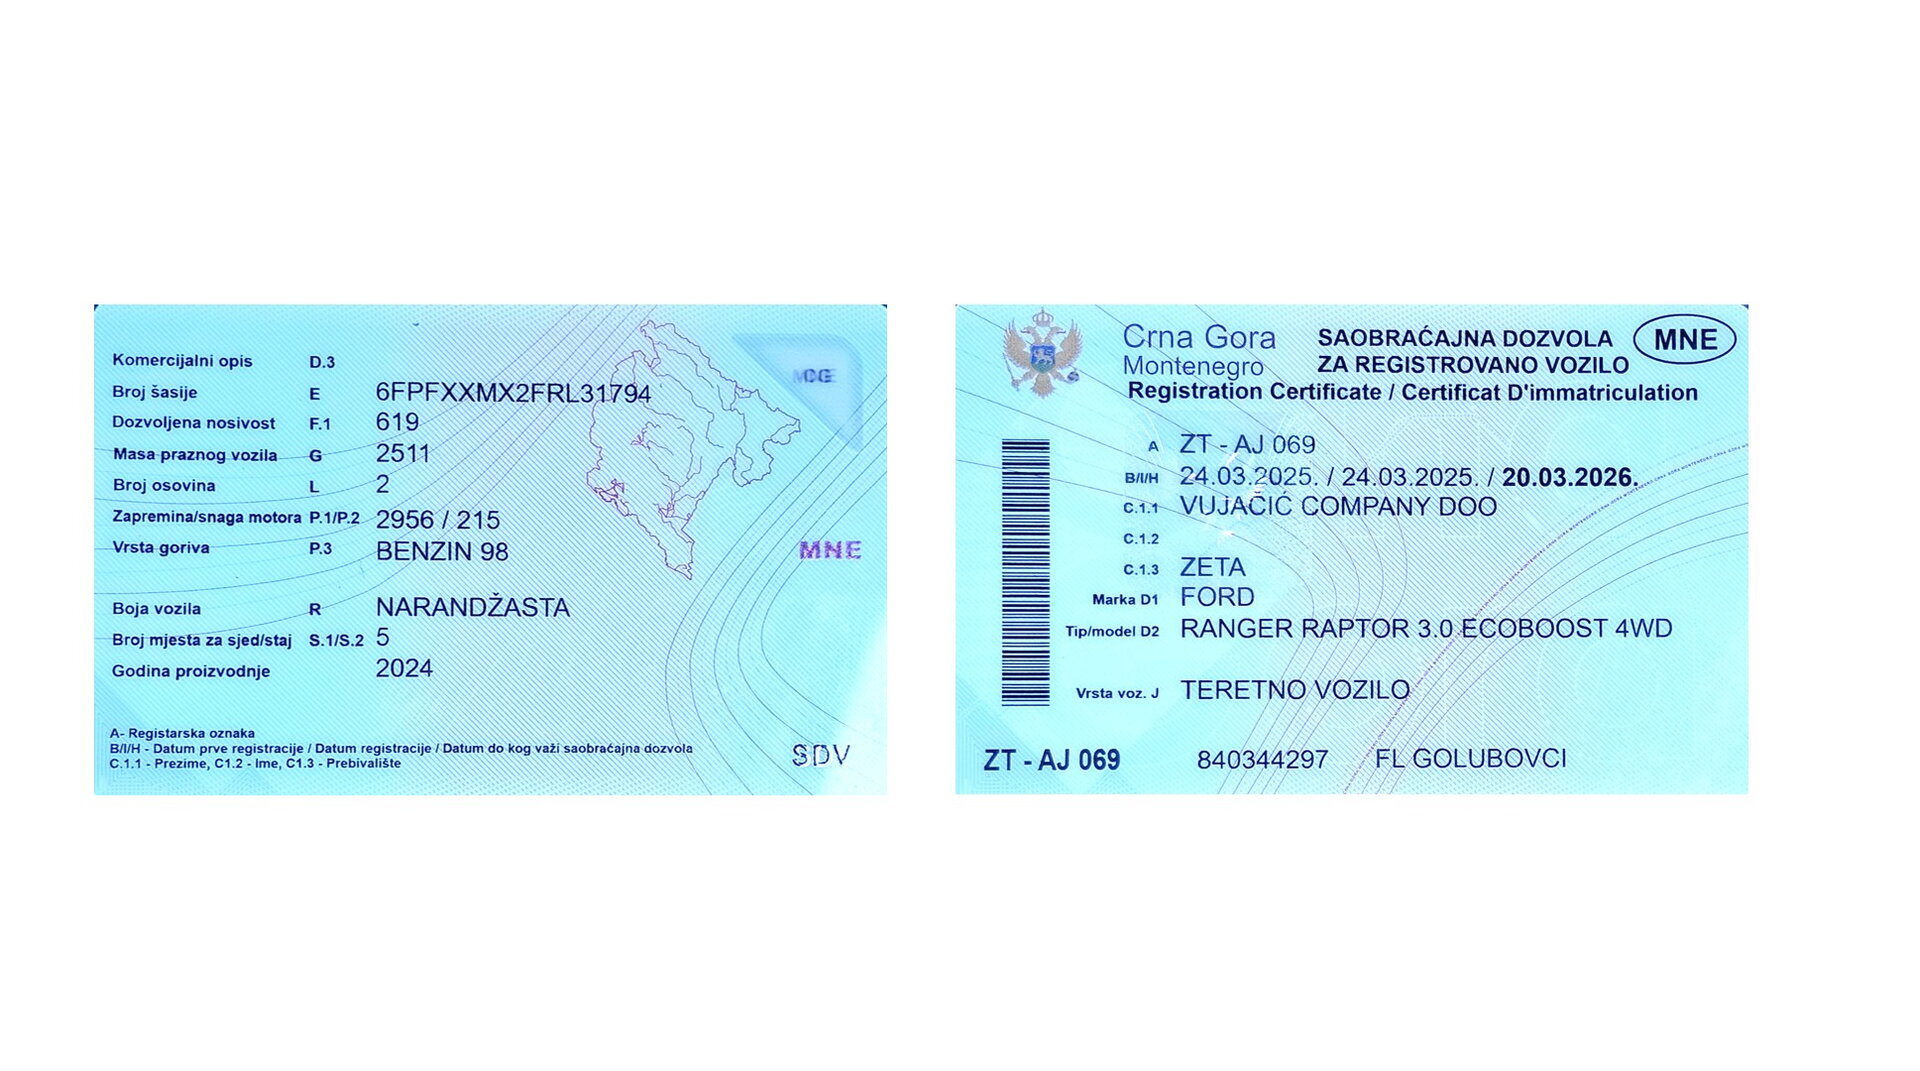 Komercijalni opis D.3
Broj šasije E 6FPFXXMX2FRL31794
Dozvoljena nosivost F.1 619
Masa praznog vozila G 2511
Broj osovina L 2
Zapremina/snaga motora P.1/P.2 2956 / 215
Vrsta goriva P.3 BENZIN 98
Boja vozila R NARANDŽASTA
Broj mjesta za sjed/staj S.1/S.2 5
Godina proizvodnje 2024
A- Registarska oznaka
B/I/H - Datum prve registracije / Datum registracije / Datum do kog važi saobraćajna dozvola
C.1.1 - Prezime, C1.2 - Ime, C1.3 - Prebivalište
MNE
SDV
Crna Gora
Montenegro
SAOBRAĆAJNA DOZVOLA
ZA REGISTROVANO VOZILO
MNE
Registration Certificate / Certificat D'immatriculation
A ZT - AJ 069
B/I/H 24.03.2025. / 24.03.2025. / 20.03.2026.
C.1.1 VUJAČIĆ COMPANY DOO
C.1.2
C.1.3 ZETA
Marka D1 FORD
Tip/model D2 RANGER RAPTOR 3.0 ECOBOOST 4WD
Vrsta voz. J TERETNO VOZILO
ZT - AJ 069 840344297 FL GOLUBOVCI